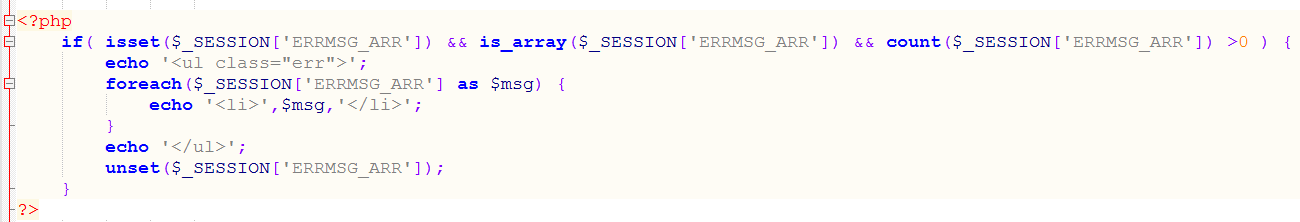 <?php
    if( isset($_SESSION['ERRMSG_ARR']) && is_array($_SESSION['ERRMSG_ARR']) && count($_SESSION['ERRMSG_ARR']) >0 ) {
        echo '<ul class="err">';
        foreach($_SESSION['ERRMSG_ARR'] as $msg) {
            echo '<li>',$msg,'</li>';
        }
        echo '</ul>';
        unset($_SESSION['ERRMSG_ARR']);
    }
?>